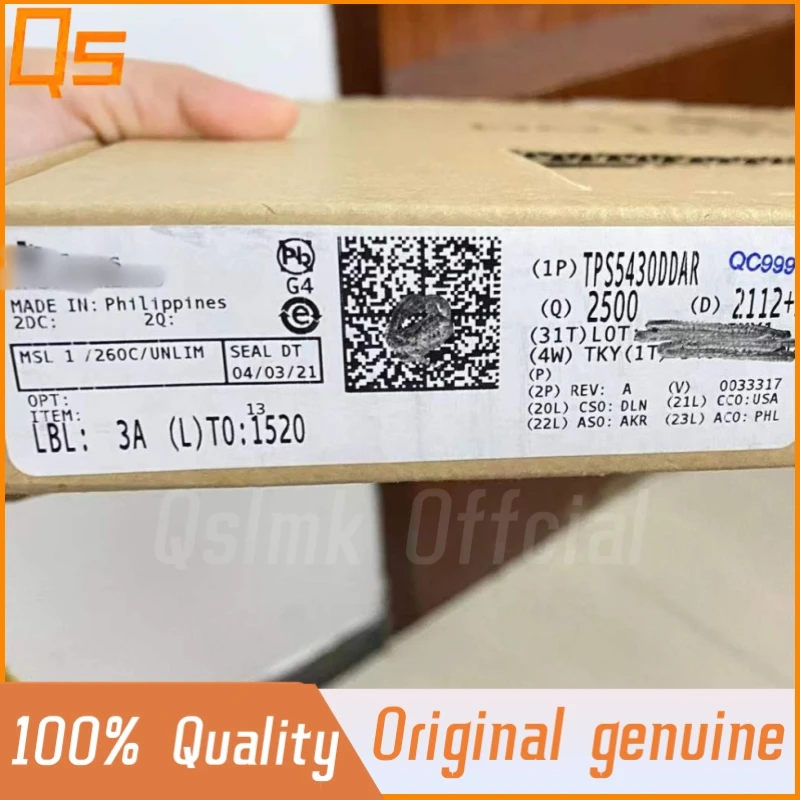 Qs
Pb
G4
e
MADE IN: Philippines
2DC: 2Q:
MSL 1 /260C/UNLIM
SEAL DT
04/03/21
OPT:
ITEM:
13
LBL: 3A (L)TO:1520
(1P) TPS5430DDAR
QC999
(Q) 2500 (D) 2112+
(31T)LOT
(4W) TKY(1T)
(P)
(2P) REV: A (V) 0033317
(20L) CSO: DLN (21L) CCO:USA
(22L) ASO: AKR (23L) ACO: PHL
Qslmk Offcial
100% Quality
Original genuine